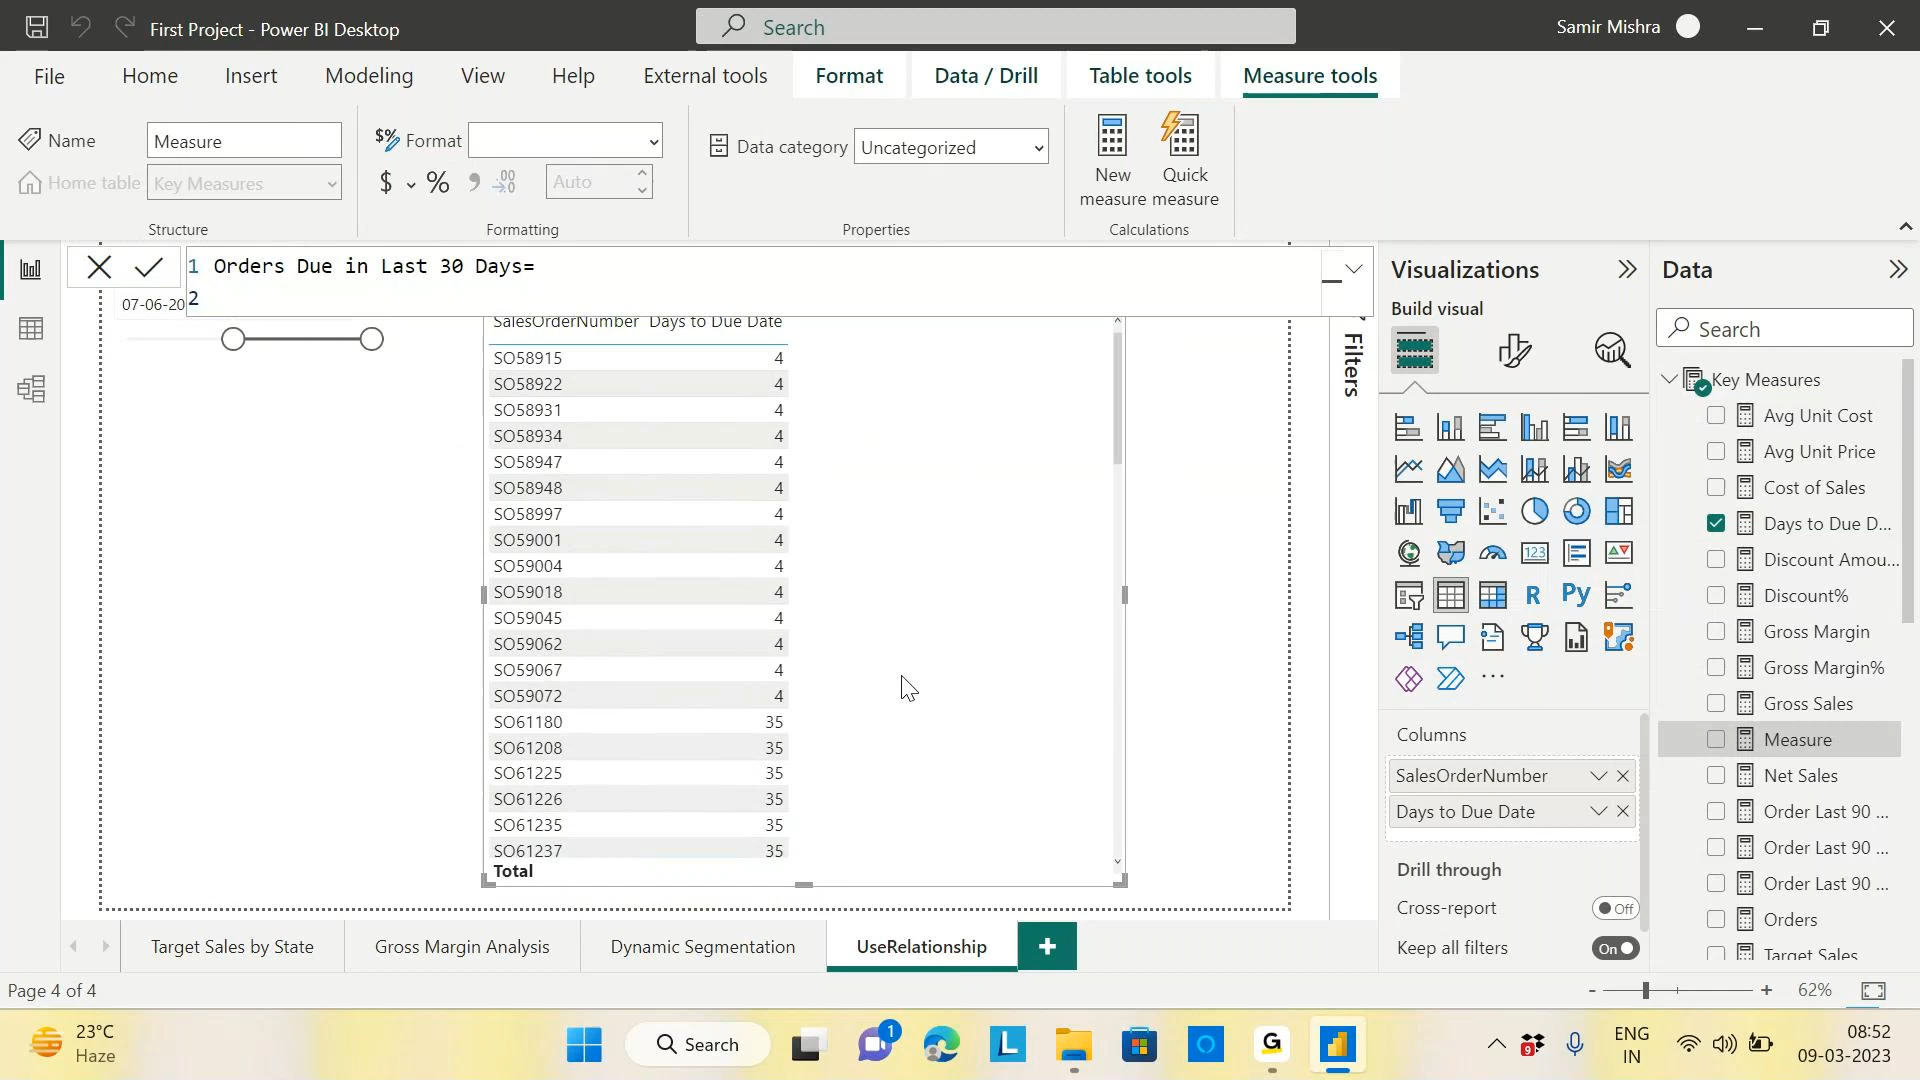 First Project - Power BI Desktop
Search
Samir Mishra
File
Home
Insert
Modeling
View
Help
External tools
Format
Data / Drill
Table tools
Measure tools
Name
Measure
Home table
Key Measures
Structure
$% Format
$
%
Auto
Formatting
Data category
Uncategorized
Properties
New measure
Quick measure
Calculations
1 Orders Due in Last 30 Days=
2
07-06-20
SalesOrderNumber Days to Due Date
SO58915 4
SO58922 4
SO58931 4
SO58934 4
SO58947 4
SO58948 4
SO58997 4
SO59001 4
SO59004 4
SO59018 4
SO59045 4
SO59062 4
SO59067 4
SO59072 4
SO61180 35
SO61208 35
SO61225 35
SO61226 35
SO61235 35
SO61237 35
Total
Filters
Visualizations
Build visual
123
R
Py
Columns
SalesOrderNumber
Days to Due Date
Drill through
Cross-report
Off
Keep all filters
On
Data
Search
Key Measures
Avg Unit Cost
Avg Unit Price
Cost of Sales
Days to Due D...
Discount Amou...
Discount%
Gross Margin
Gross Margin%
Gross Sales
Measure
Net Sales
Order Last 90 ...
Order Last 90 ...
Order Last 90 ...
Orders
Target Sales
Target Sales by State
Gross Margin Analysis
Dynamic Segmentation
UseRelationship
Page 4 of 4
62%
23°C
Haze
Search
1
L
G
9
ENG
IN
08:52
09-03-2023